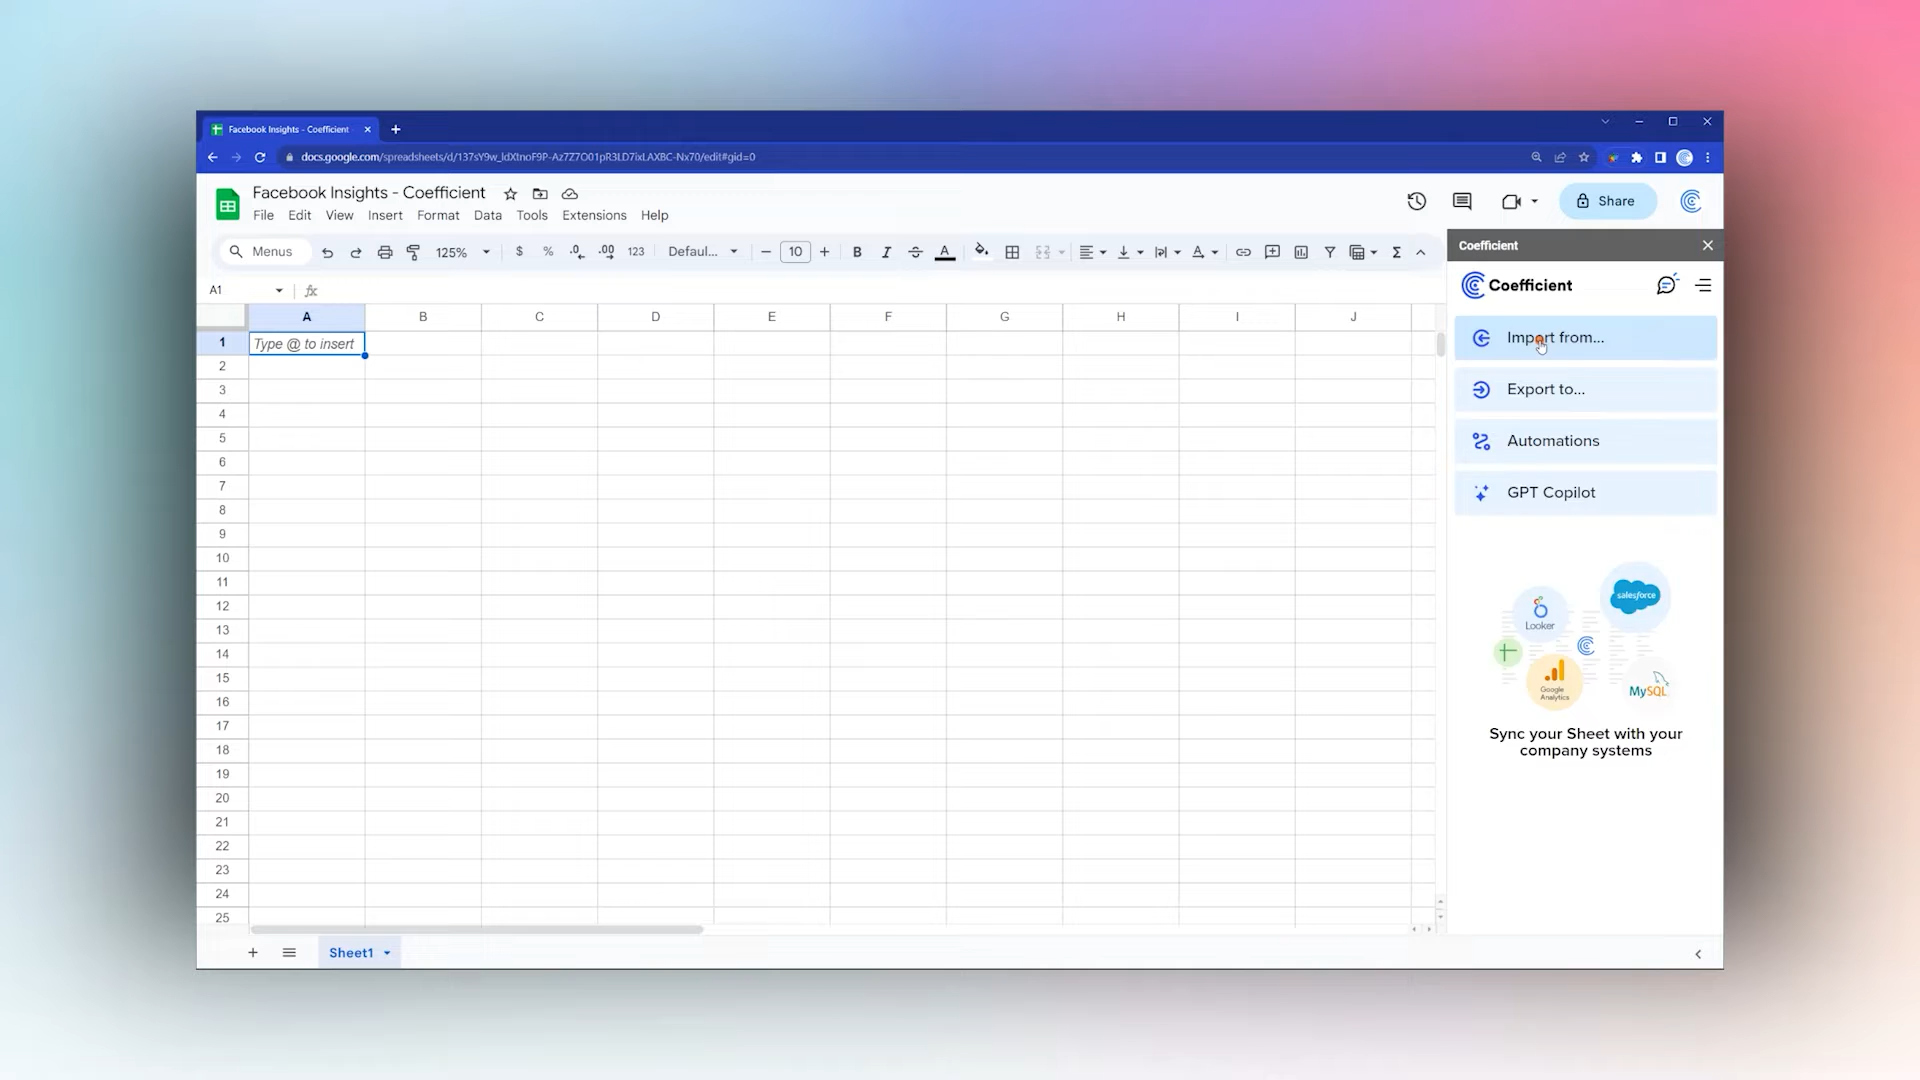 Facebook Insights - Coefficient
docs.google.com/spreadsheets/d/137sY9w_ldXtnoF9P-Az7Z7O01pR3LD7ixLAXBC-Nx70/edit#gid=0
Facebook Insights - Coefficient
File Edit View Insert Format Data Tools Extensions Help
Share
Menus 125% $ % .0 .00 123 Defaul... 10 B I A A Σ
Coefficient
A1 fx
Coefficient
A B C D E F G H I J
1 Type @ to insert
2
3
4
5
6
7
8
9
10
11
12
13
14
15
16
17
18
19
20
21
22
23
24
25
Import from...
Export to...
Automations
GPT Copilot
salesforce
Looker
Google
Analytics
MySQL
Sync your Sheet with your
company systems
Sheet1